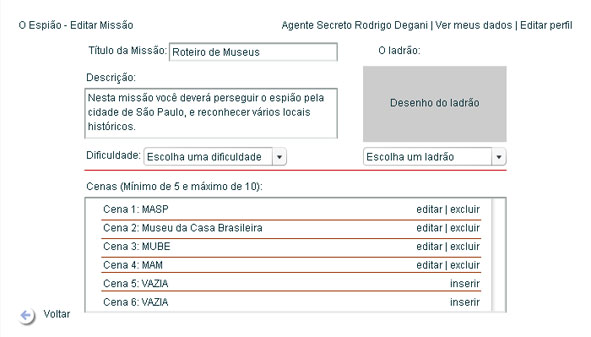 O Espião - Editar Missão
Agente Secreto Rodrigo Degani | Ver meus dados | Editar perfil
Título da Missão: Roteiro de Museus
O ladrão:
Descrição:
Nesta missão você deverá perseguir o espião pela
cidade de São Paulo, e reconhecer vários locais
históricos.
Desenho do ladrão
Dificuldade: Escolha uma dificuldade
Escolha um ladrão
Cenas (Mínimo de 5 e máximo de 10):
Cena 1: MASP editar | excluir
Cena 2: Museu da Casa Brasileira editar | excluir
Cena 3: MUBE editar | excluir
Cena 4: MAM editar | excluir
Cena 5: VAZIA inserir
Cena 6: VAZIA inserir
Voltar